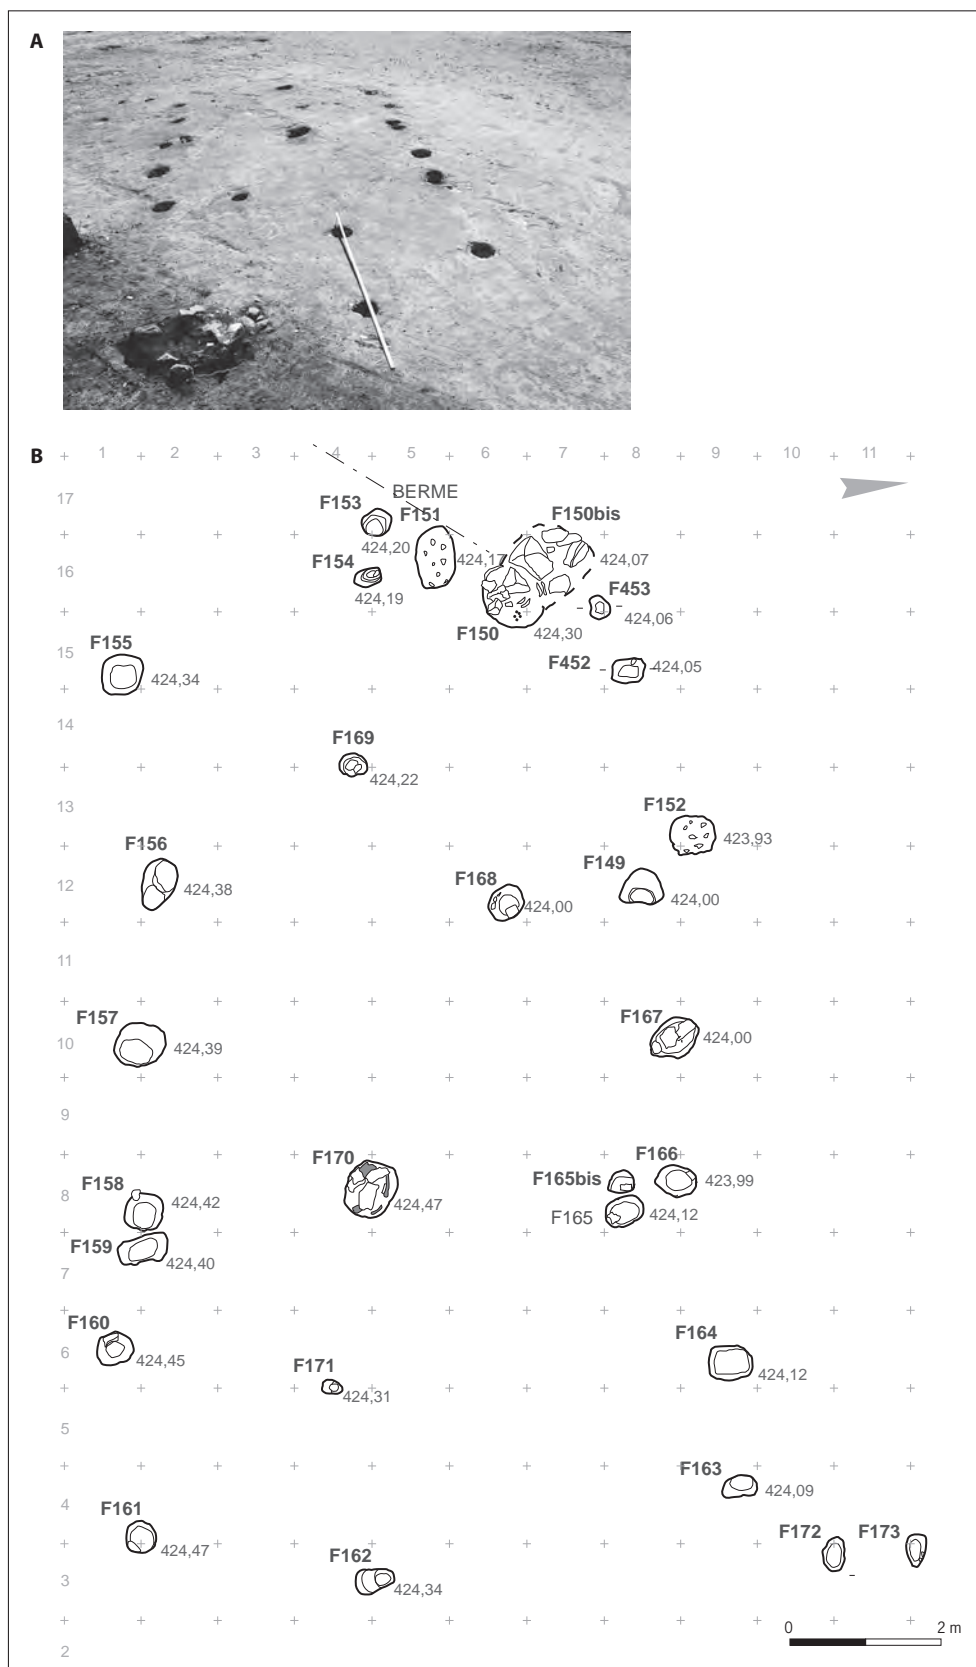 A
B
1 2 3 4 5 6 7 8 9 10 11
17
BERME
F153
F151
F150bis
424,20
424,17
424,07
16
F154
424,19
F453
424,06
F150
424,30
15
F155
424,34
F452
424,05
14
F169
424,22
13
F152
423,93
F156
424,38
12
F168
424,00
F149
424,00
11
F157
424,39
10
F167
424,00
9
F170
424,47
F166
423,99
F165bis
F158
424,42
8
F165
424,12
F159
424,40
7
F160
424,45
6
F164
424,12
F171
424,31
5
F163
424,09
4
F161
424,47
F172
F173
F162
424,34
3
0 2 m
2